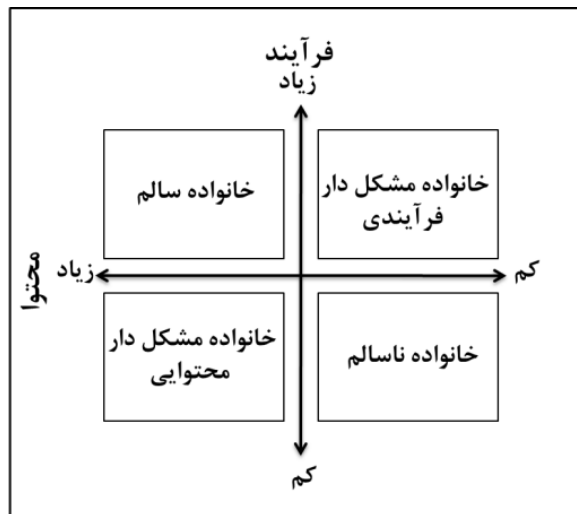 فرآیند
زیاد
خانواده مشکل دار
فرآیندی
خانواده سالم
کم
زیاد
محتوا
خانواده ناسالم
خانواده مشکل دار
محتوایی
کم